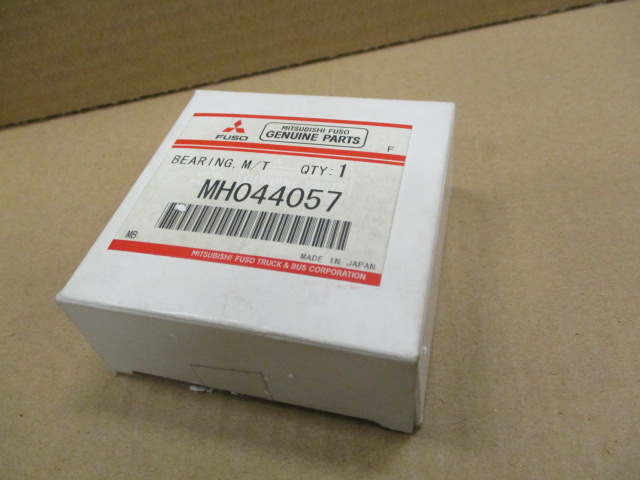 FUSO
MITSUBISHI FUSO
GENUINE PARTS
F
BEARING, M/T QTY:1
MH044057
MB
MADE IN JAPAN
MITSUBISHI FUSO TRUCK & BUS CORPORATION